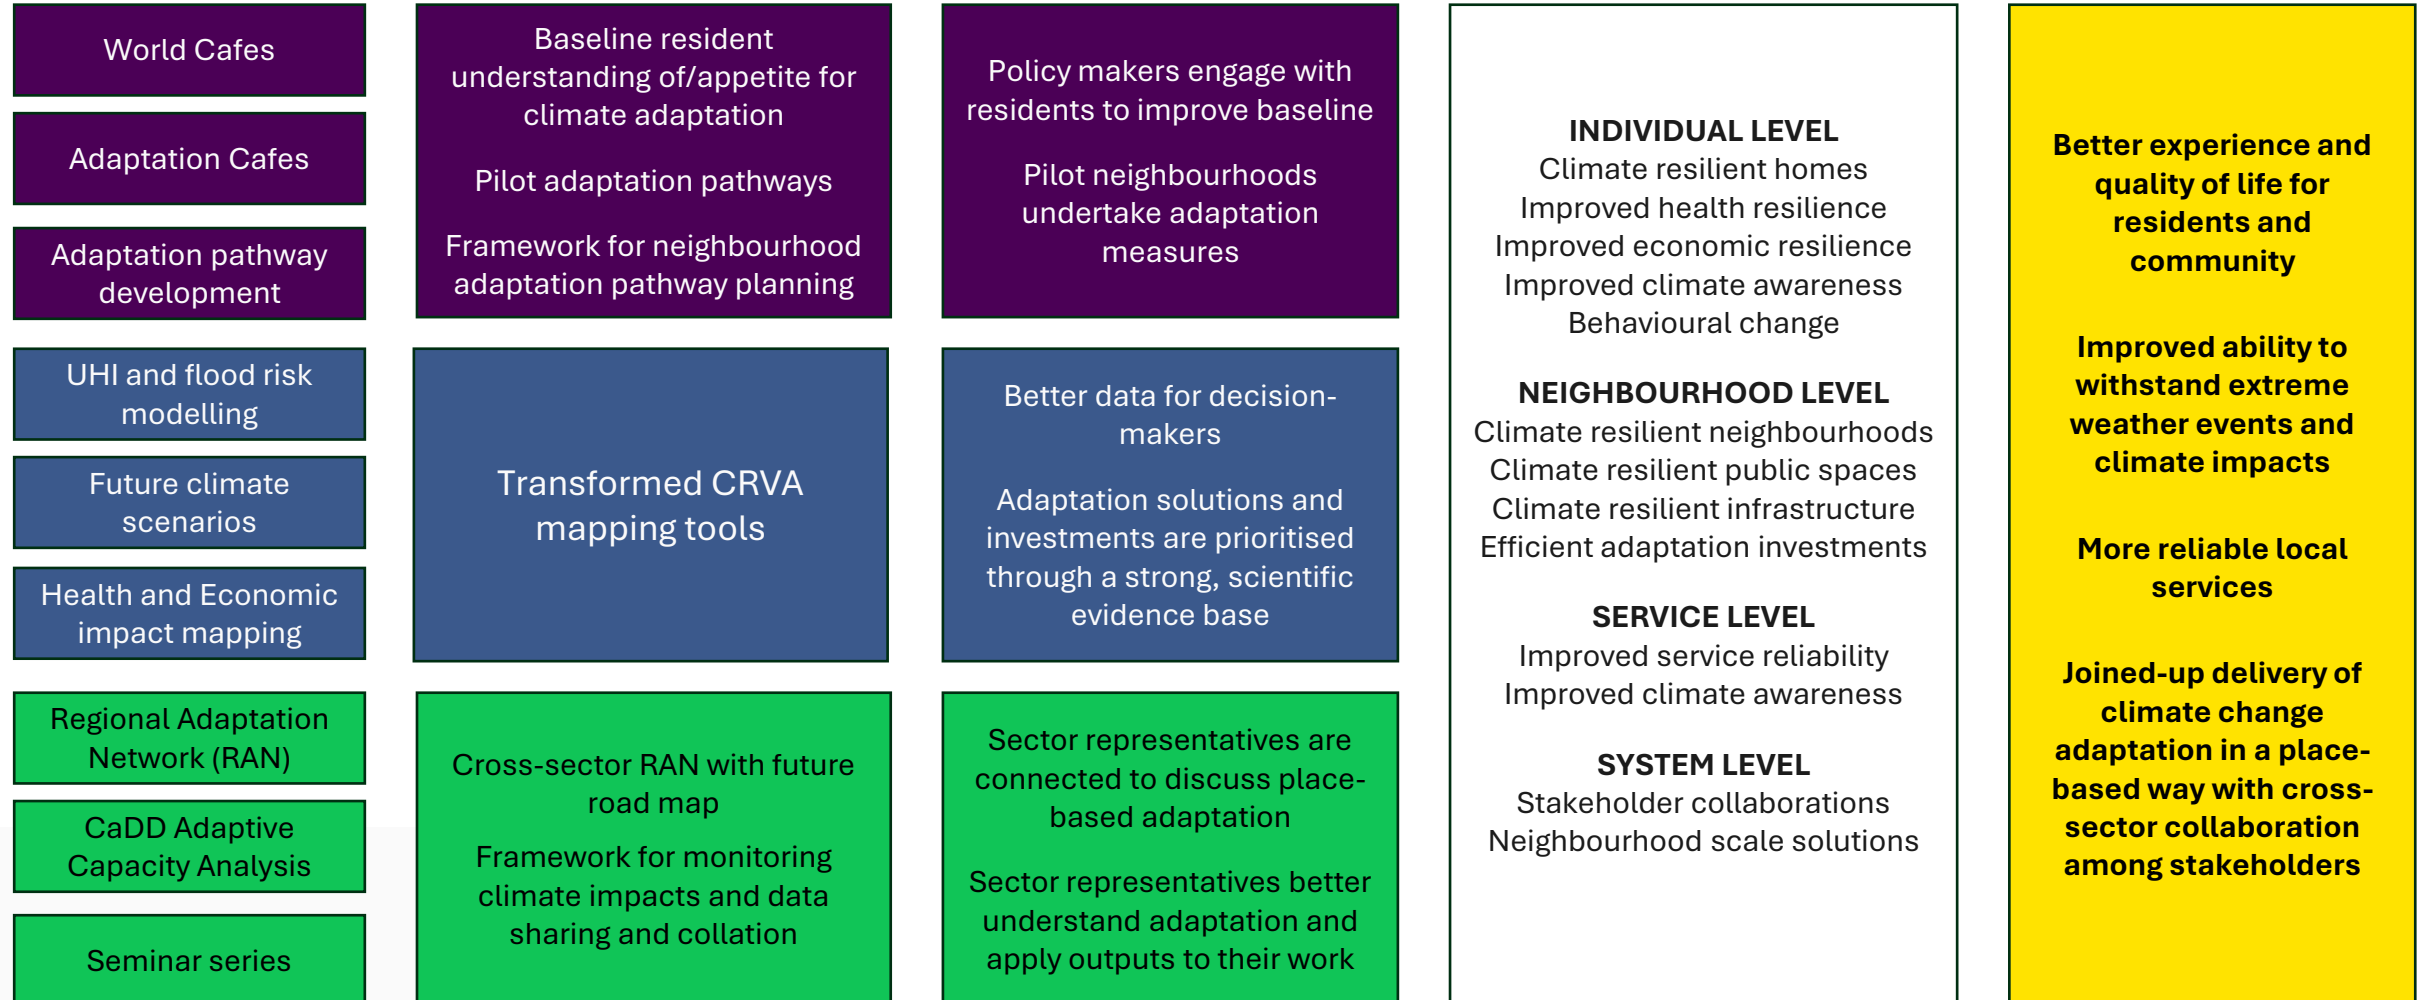 World Cafes
Adaptation Cafes
Adaptation pathway
development
UHI and flood risk
modelling
Future climate
scenarios
Health and Economic
impact mapping
Regional Adaptation
Network (RAN)
CaDD Adaptive
Capacity Analysis
Seminar series
Baseline resident
understanding of/appetite for
climate adaptation
Pilot adaptation pathways
Framework for neighbourhood
adaptation pathway planning
Transformed CRVA
mapping tools
Cross-sector RAN with future
road map
Framework for monitoring
climate impacts and data
sharing and collation
Policy makers engage with
residents to improve baseline
Pilot neighbourhoods
undertake adaptation
measures
Better data for decision-
makers
Adaptation solutions and
investments are prioritised
through a strong, scientific
evidence base
Sector representatives are
connected to discuss place-
based adaptation
Sector representatives better
understand adaptation and
apply outputs to their work
INDIVIDUAL LEVEL
Climate resilient homes
Improved health resilience
Improved economic resilience
Improved climate awareness
Behavioural change
NEIGHBOURHOOD LEVEL
Climate resilient neighbourhoods
Climate resilient public spaces
Climate resilient infrastructure
Efficient adaptation investments
SERVICE LEVEL
Improved service reliability
Improved climate awareness
SYSTEM LEVEL
Stakeholder collaborations
Neighbourhood scale solutions
Better experience and
quality of life for
residents and
community
Improved ability to
withstand extreme
weather events and
climate impacts
More reliable local
services
Joined-up delivery of
climate change
adaptation in a place-
based way with cross-
sector collaboration
among stakeholders